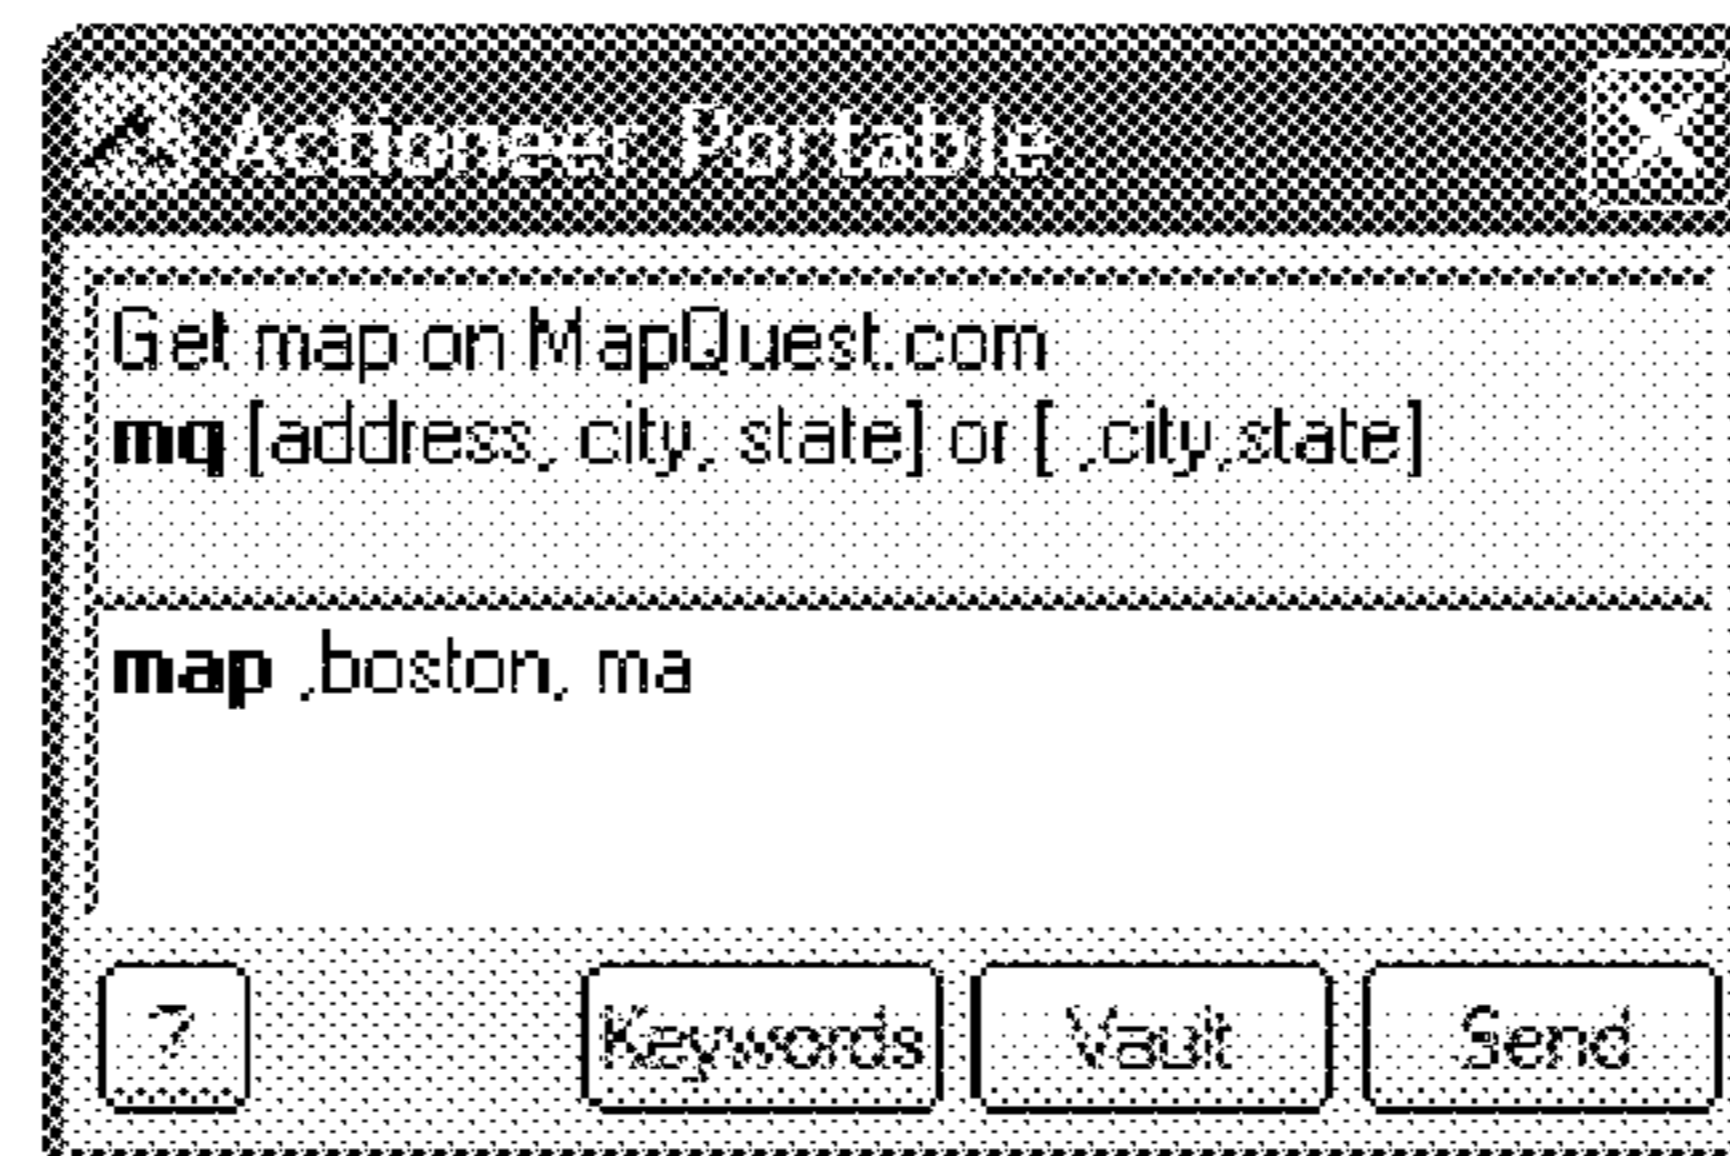 Actioneer Portable
Get map on MapQuest.com
mq [address, city, state] or [ ,city,state]
map ,boston, ma
? Keywords Vault Send